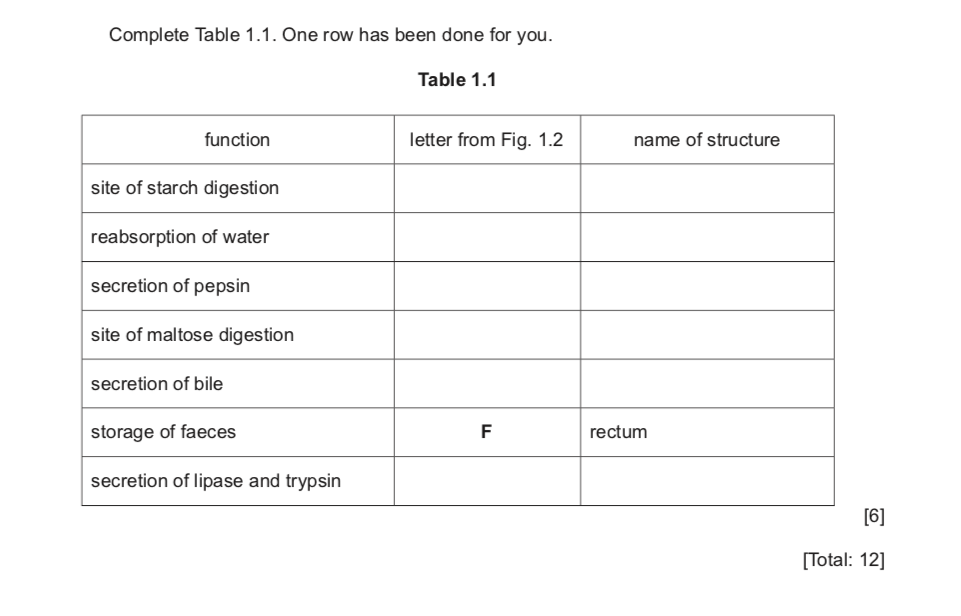 Complete Table 1.1. One row has been done for you.
Table 1.1
function letter from Fig. 1.2 name of structure
site of starch digestion
reabsorption of water
secretion of pepsin
site of maltose digestion
secretion of bile
storage of faeces F rectum
secretion of lipase and trypsin
[6]
[Total: 12]